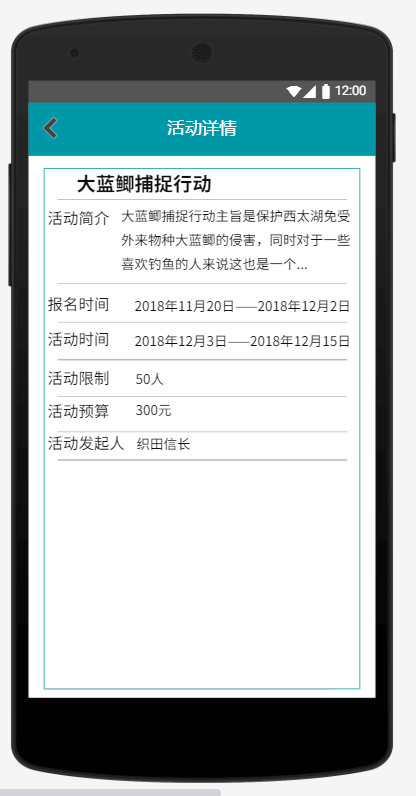 12:00
活动详情
大蓝鲫捕捉行动
活动简介 大蓝鲫捕捉行动主旨是保护西太湖免受
外来物种大蓝鲫的侵害，同时对于一些
喜欢钓鱼的人来说这也是一个...
报名时间 2018年11月20日——2018年12月2日
活动时间 2018年12月3日——2018年12月15日
活动限制 50人
活动预算 300元
活动发起人 织田信长